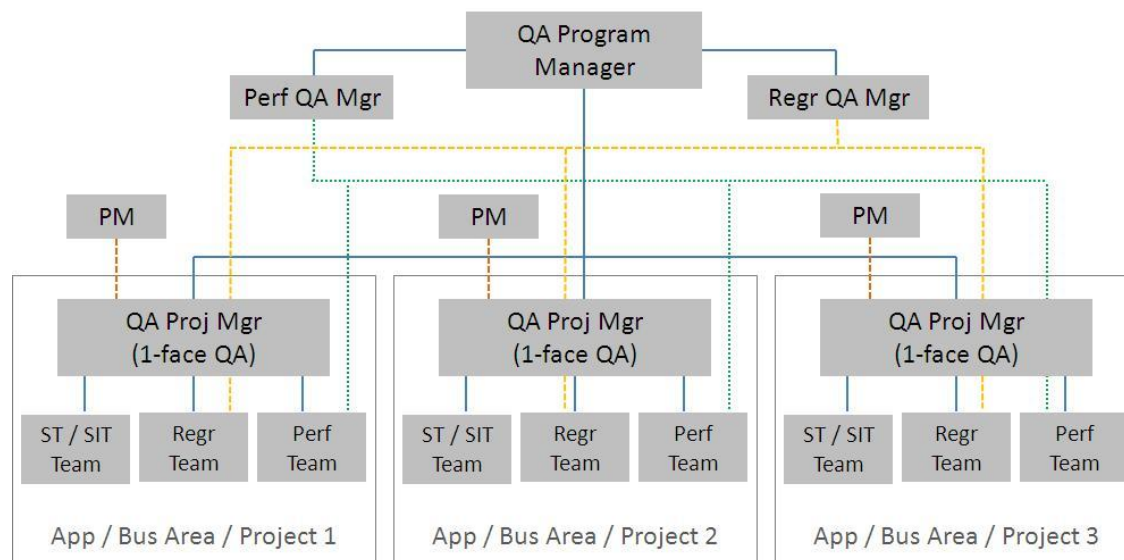 QA Program
Manager
Perf QA Mgr
Regr QA Mgr
PM
PM
PM
QA Proj Mgr
(1-face QA)
QA Proj Mgr
(1-face QA)
QA Proj Mgr
(1-face QA)
ST / SIT
Team
Regr
Team
Perf
Team
ST / SIT
Team
Regr
Team
Perf
Team
ST / SIT
Team
Regr
Team
Perf
Team
App / Bus Area / Project 1
App / Bus Area / Project 2
App / Bus Area / Project 3